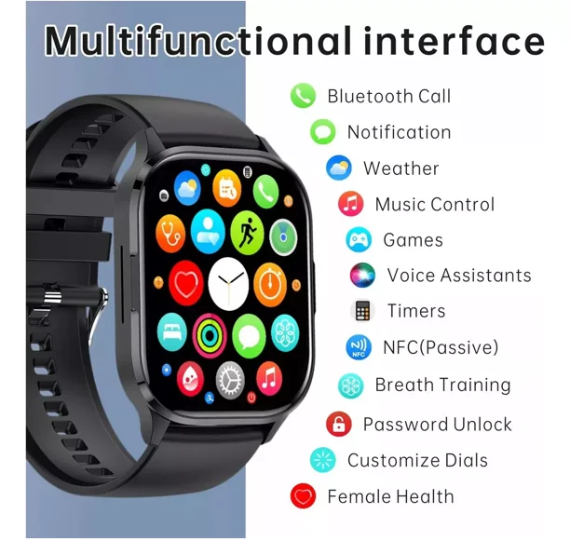 Multifunctional interface
Bluetooth Call
Notification
Weather
Music Control
Games
Voice Assistants
Timers
NFC(Passive)
Breath Training
Password Unlock
Customize Dials
Female Health